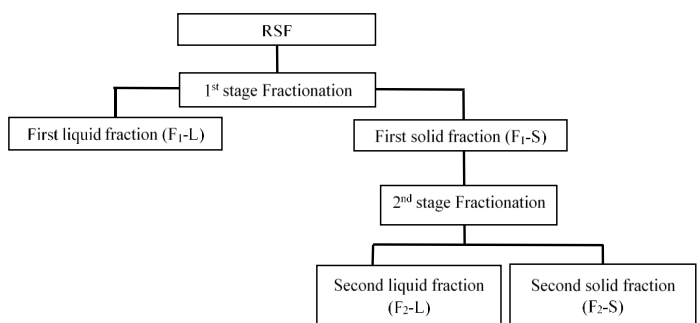 RSF
1st stage Fractionation
First liquid fraction (F1-L)
First solid fraction (F1-S)
2nd stage Fractionation
Second liquid fraction
(F2-L)
Second solid fraction
(F2-S)